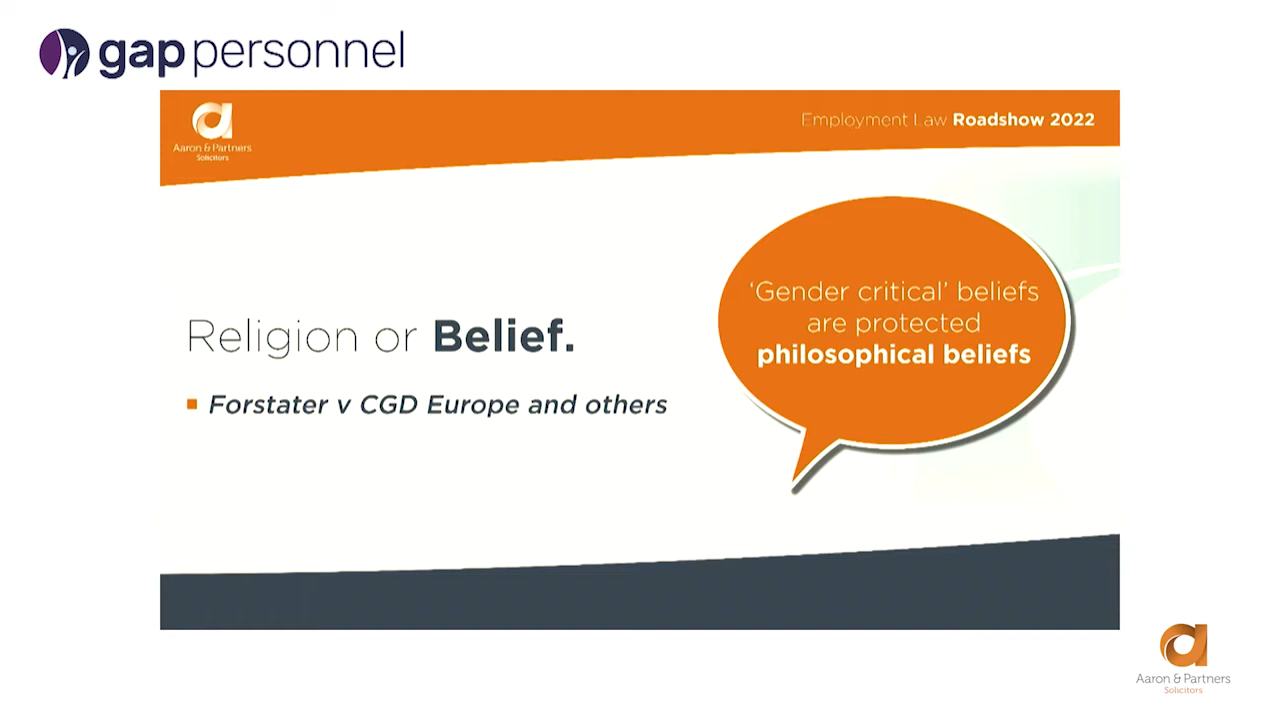 gap personnel
Aaron & Partners
Solicitors
Employment Law Roadshow 2022
Religion or Belief.
Forstater v CGD Europe and others
‘Gender critical’ beliefs
are protected
philosophical beliefs
Aaron & Partners
Solicitors